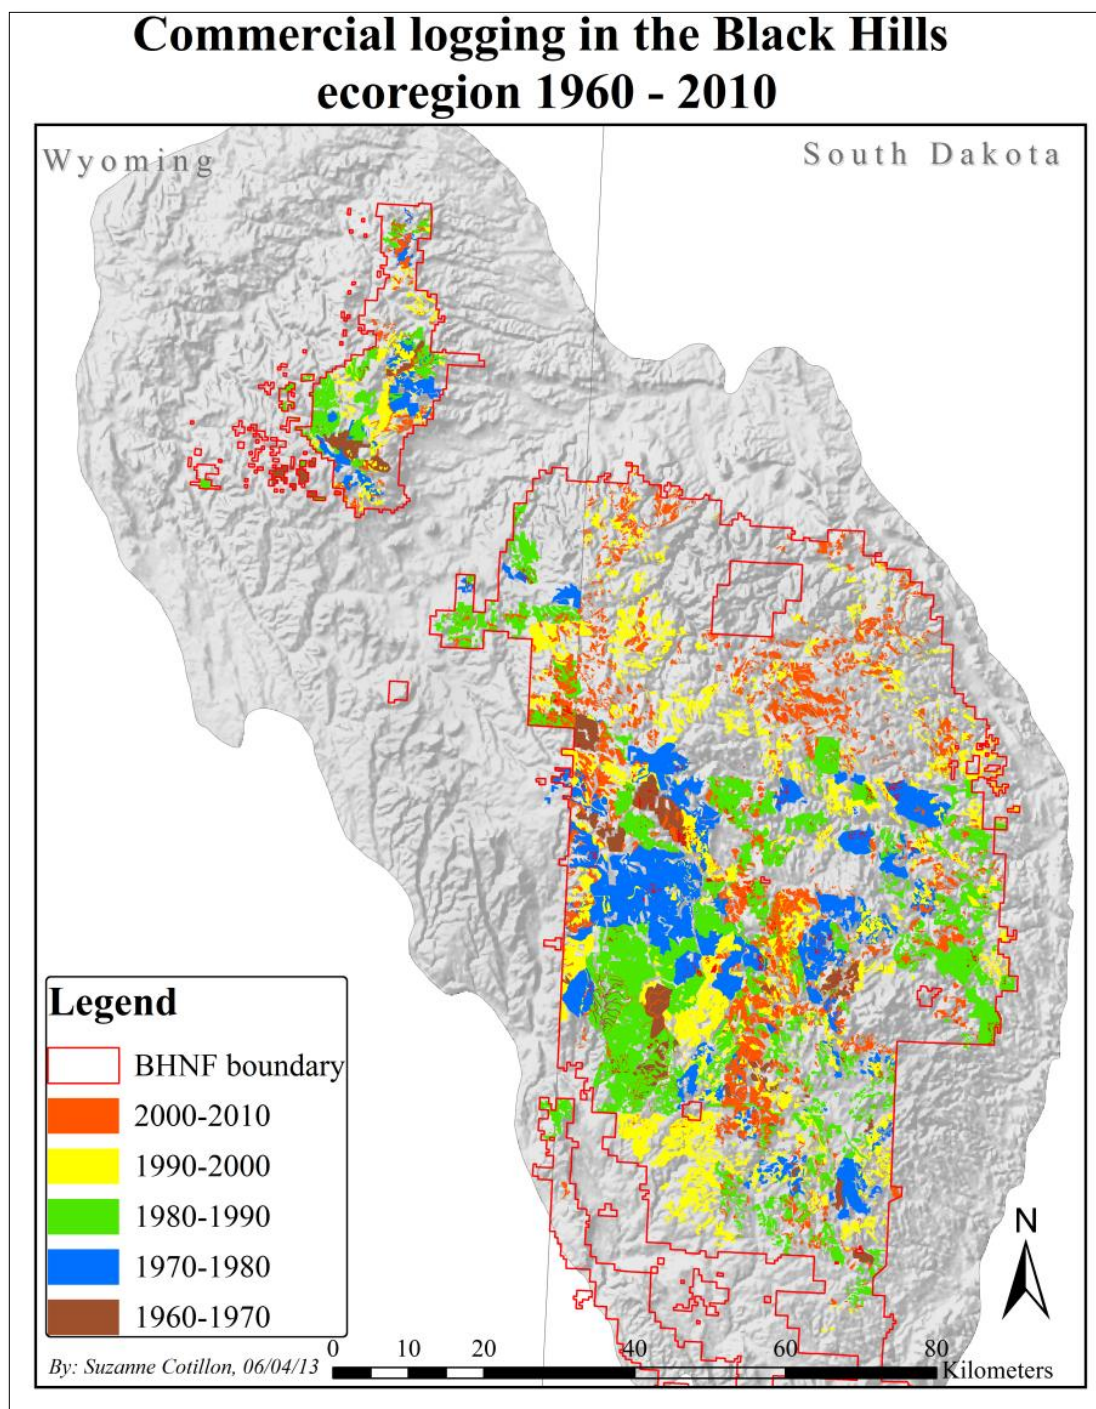 Commercial logging in the Black Hills
ecoregion 1960 - 2010
Wyoming
South Dakota
Legend
BHNF boundary
2000-2010
1990-2000
1980-1990
1970-1980
1960-1970
By: Suzanne Cotillon, 06/04/13
N
0 10 20 40 60 80
Kilometers